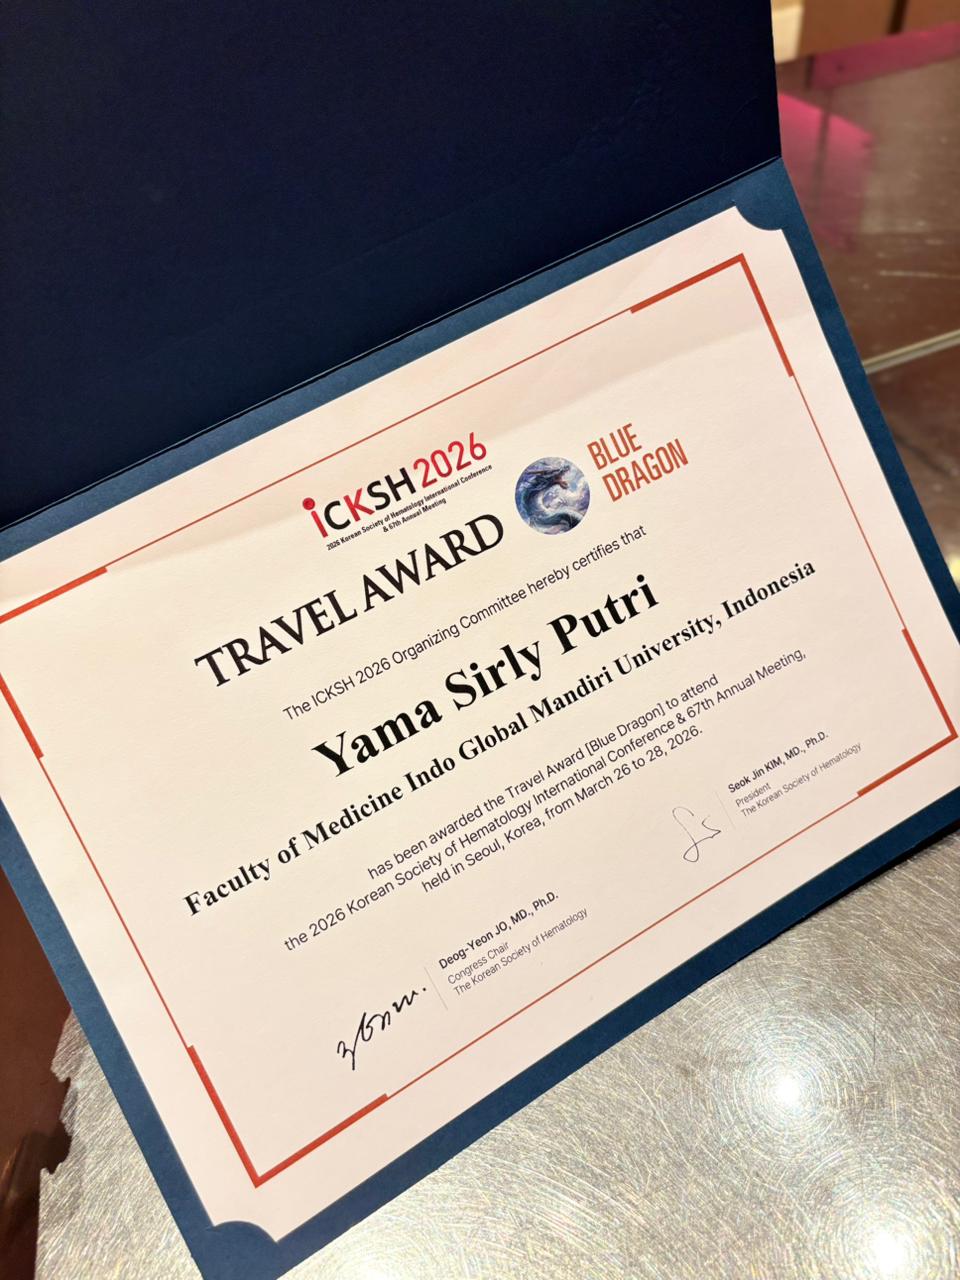 iCKSH 2026
2026 Korean Society of Hematology International Conference
& 67th Annual Meeting
BLUE
DRAGON
TRAVEL AWARD
The ICKSH 2026 Organizing Committee hereby certifies that
Yama Sirly Putri
Faculty of Medicine Indo Global Mandiri University, Indonesia
has been awarded the Travel Award [Blue Dragon] to attend
the 2026 Korean Society of Hematology International Conference & 67th Annual Meeting,
held in Seoul, Korea, from March 26 to 28, 2026.
Deog-Yeon JO, MD., Ph.D.
Congress Chair
The Korean Society of Hematology
Seok Jin KIM, MD., Ph.D.
President
The Korean Society of Hematology